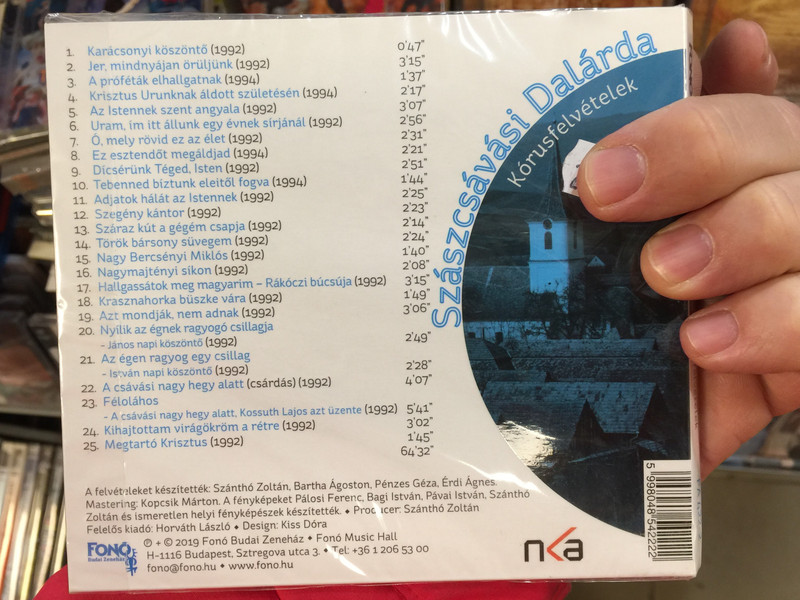 1. Karácsonyi köszöntő (1992) 0'47"
2. Jer, mindnyájan örüljünk (1992) 3'15"
3. A próféták elhallgatnak (1994) 1'37"
4. Krisztus Urunknak áldott születésén (1994) 2'17"
5. Az Istennek szent angyala (1992) 3'07"
6. Uram, ím itt állunk egy évnek sírjánál (1992) 2'56"
7. Ó, mely rövid ez az élet (1992) 2'31"
8. Ez esztendőt megáldjad (1994) 2'21"
9. Dícsérünk Téged, Isten (1992) 2'51"
10. Tebenned bíztunk eleitől fogva (1994) 1'44"
11. Adjatok hálát az Istennek (1992) 2'25"
12. Szegény kántor (1992) 2'23"
13. Száraz kút a gégém csapja (1992) 2'14"
14. Török bársony süvegem (1992) 2'24"
15. Nagy Bercsényi Miklós (1992) 1'40"
16. Nagymajtényi síkon (1992) 2'08"
17. Hallgassátok meg magyarim – Rákóczi búcsúja (1992) 3'15"
18. Krasznahorka büszke vára (1992) 1'49"
19. Azt mondják, nem adnak (1992) 3'06"
20. Nyílik az égnek ragyogó csillagja
- János napi köszöntő (1992) 2'49"
21. Az égen ragyog egy csillag
- István napi köszöntő (1992) 2'28"
22. A csávási nagy hegy alatt (csárdás) (1992) 4'07"
23. Féloláhos
- A csávási nagy hegy alatt, Kossuth Lajos azt üzente (1992) 5'41"
24. Kihajtottam virágökröm a rétre (1992) 3'02"
25. Megtartó Krisztus (1992) 1'45"
64'32"
Szászcsávási Dalárda
Kórusfelvételek
A felvételeket készítették: Szánthó Zoltán, Bartha Ágoston, Pénzes Géza, Érdi Ágnes.
Mastering: Kopcsik Márton. A fényképeket Pálosi Ferenc, Bagi István, Pávai István, Szánthó
Zoltán és ismeretlen helyi fényképészek készítették. ◆ Producer: Szánthó Zoltán
Felelős kiadó: Horváth László ◆ Design: Kiss Dóra
FONÓ
Budai Zeneház
℗ + © 2019 Fonó Budai Zeneház ◆ Fonó Music Hall
H-1116 Budapest, Sztregova utca 3. ◆ Tel: +36 1 206 53 00
fono@fono.hu ◆ www.fono.hu
nka
5 998048 542222